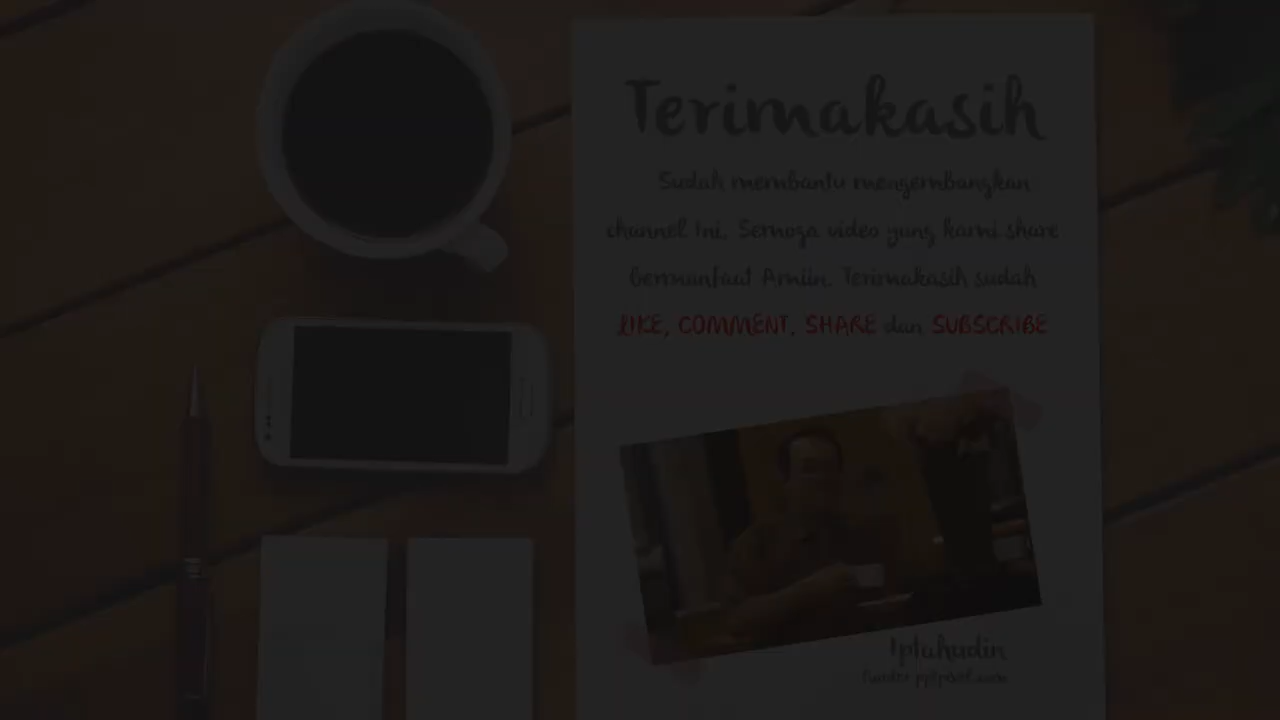 Terimakasih
Sudah membantu mengembangkan
channel Ini. Semoga video yang kami share
bermanfaat Amiin. Terimakasih sudah
LIKE, COMMENT, SHARE dan SUBSCRIBE
Iptahudin